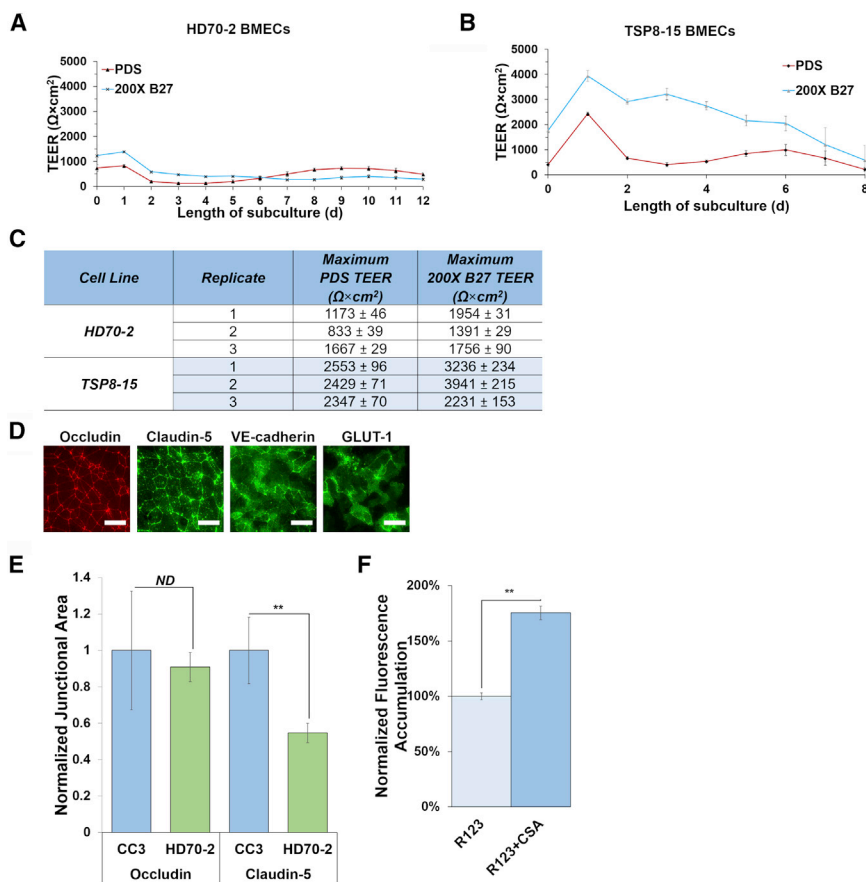 A
HD70-2 BMECs
TEER (Ω×cm²)
5000
4000
3000
2000
1000
0
PDS
200X B27
0 1 2 3 4 5 6 7 8 9 10 11 12
Length of subculture (d)
B
TSP8-15 BMECs
TEER (Ω×cm²)
5000
4000
3000
2000
1000
0
PDS
200X B27
0 2 4 6 8
Length of subculture (d)
C
Cell Line Replicate Maximum PDS TEER (Ω×cm²) Maximum 200X B27 TEER (Ω×cm²)
HD70-2
1 1173 ± 46 1954 ± 31
2 833 ± 39 1391 ± 29
3 1667 ± 29 1756 ± 90
TSP8-15
1 2553 ± 96 3236 ± 234
2 2429 ± 71 3941 ± 215
3 2347 ± 70 2231 ± 153
D
Occludin Claudin-5 VE-cadherin GLUT-1
E
Normalized Junctional Area
1.4
1.2
1
0.8
0.6
0.4
0.2
0
ND
**
CC3 HD70-2 CC3 HD70-2
Occludin Claudin-5
F
Normalized Fluorescence
Accumulation
200%
150%
100%
50%
0%
**
R123 R123+CSA